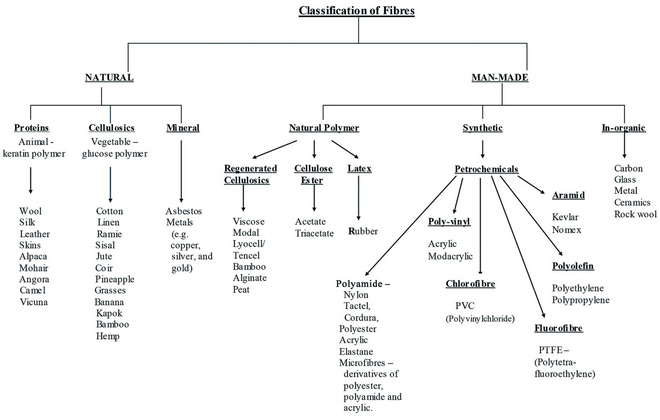 Classification of Fibres
NATURAL
MAN-MADE
Proteins
Animal -
keratin polymer
Wool
Silk
Leather
Skins
Alpaca
Mohair
Angora
Camel
Vicuna
Cellulosics
Vegetable –
glucose polymer
Cotton
Linen
Ramie
Sisal
Jute
Coir
Pineapple
Grasses
Banana
Kapok
Bamboo
Hemp
Mineral
Asbestos
Metals
(e.g.
copper,
silver, and
gold)
Natural Polymer
Regenerated
Cellulosics
Viscose
Modal
Lyocell/
Tencel
Bamboo
Alginate
Peat
Cellulose
Ester
Acetate
Triacetate
Latex
Rubber
Synthetic
Petrochemicals
Polyamide –
Nylon
Tactel,
Cordura,
Polyester
Acrylic
Elastane
Microfibres –
derivatives of
polyester,
polyamide and
acrylic.
Poly-vinyl
Acrylic
Modacrylic
Chlorofibre
PVC
(Polyvinylchloride)
Fluorofibre
PTFE –
(Polytetra-
fluoroethylene)
Polyolefin
Polyethylene
Polypropylene
Aramid
Kevlar
Nomex
In-organic
Carbon
Glass
Metal
Ceramics
Rock wool